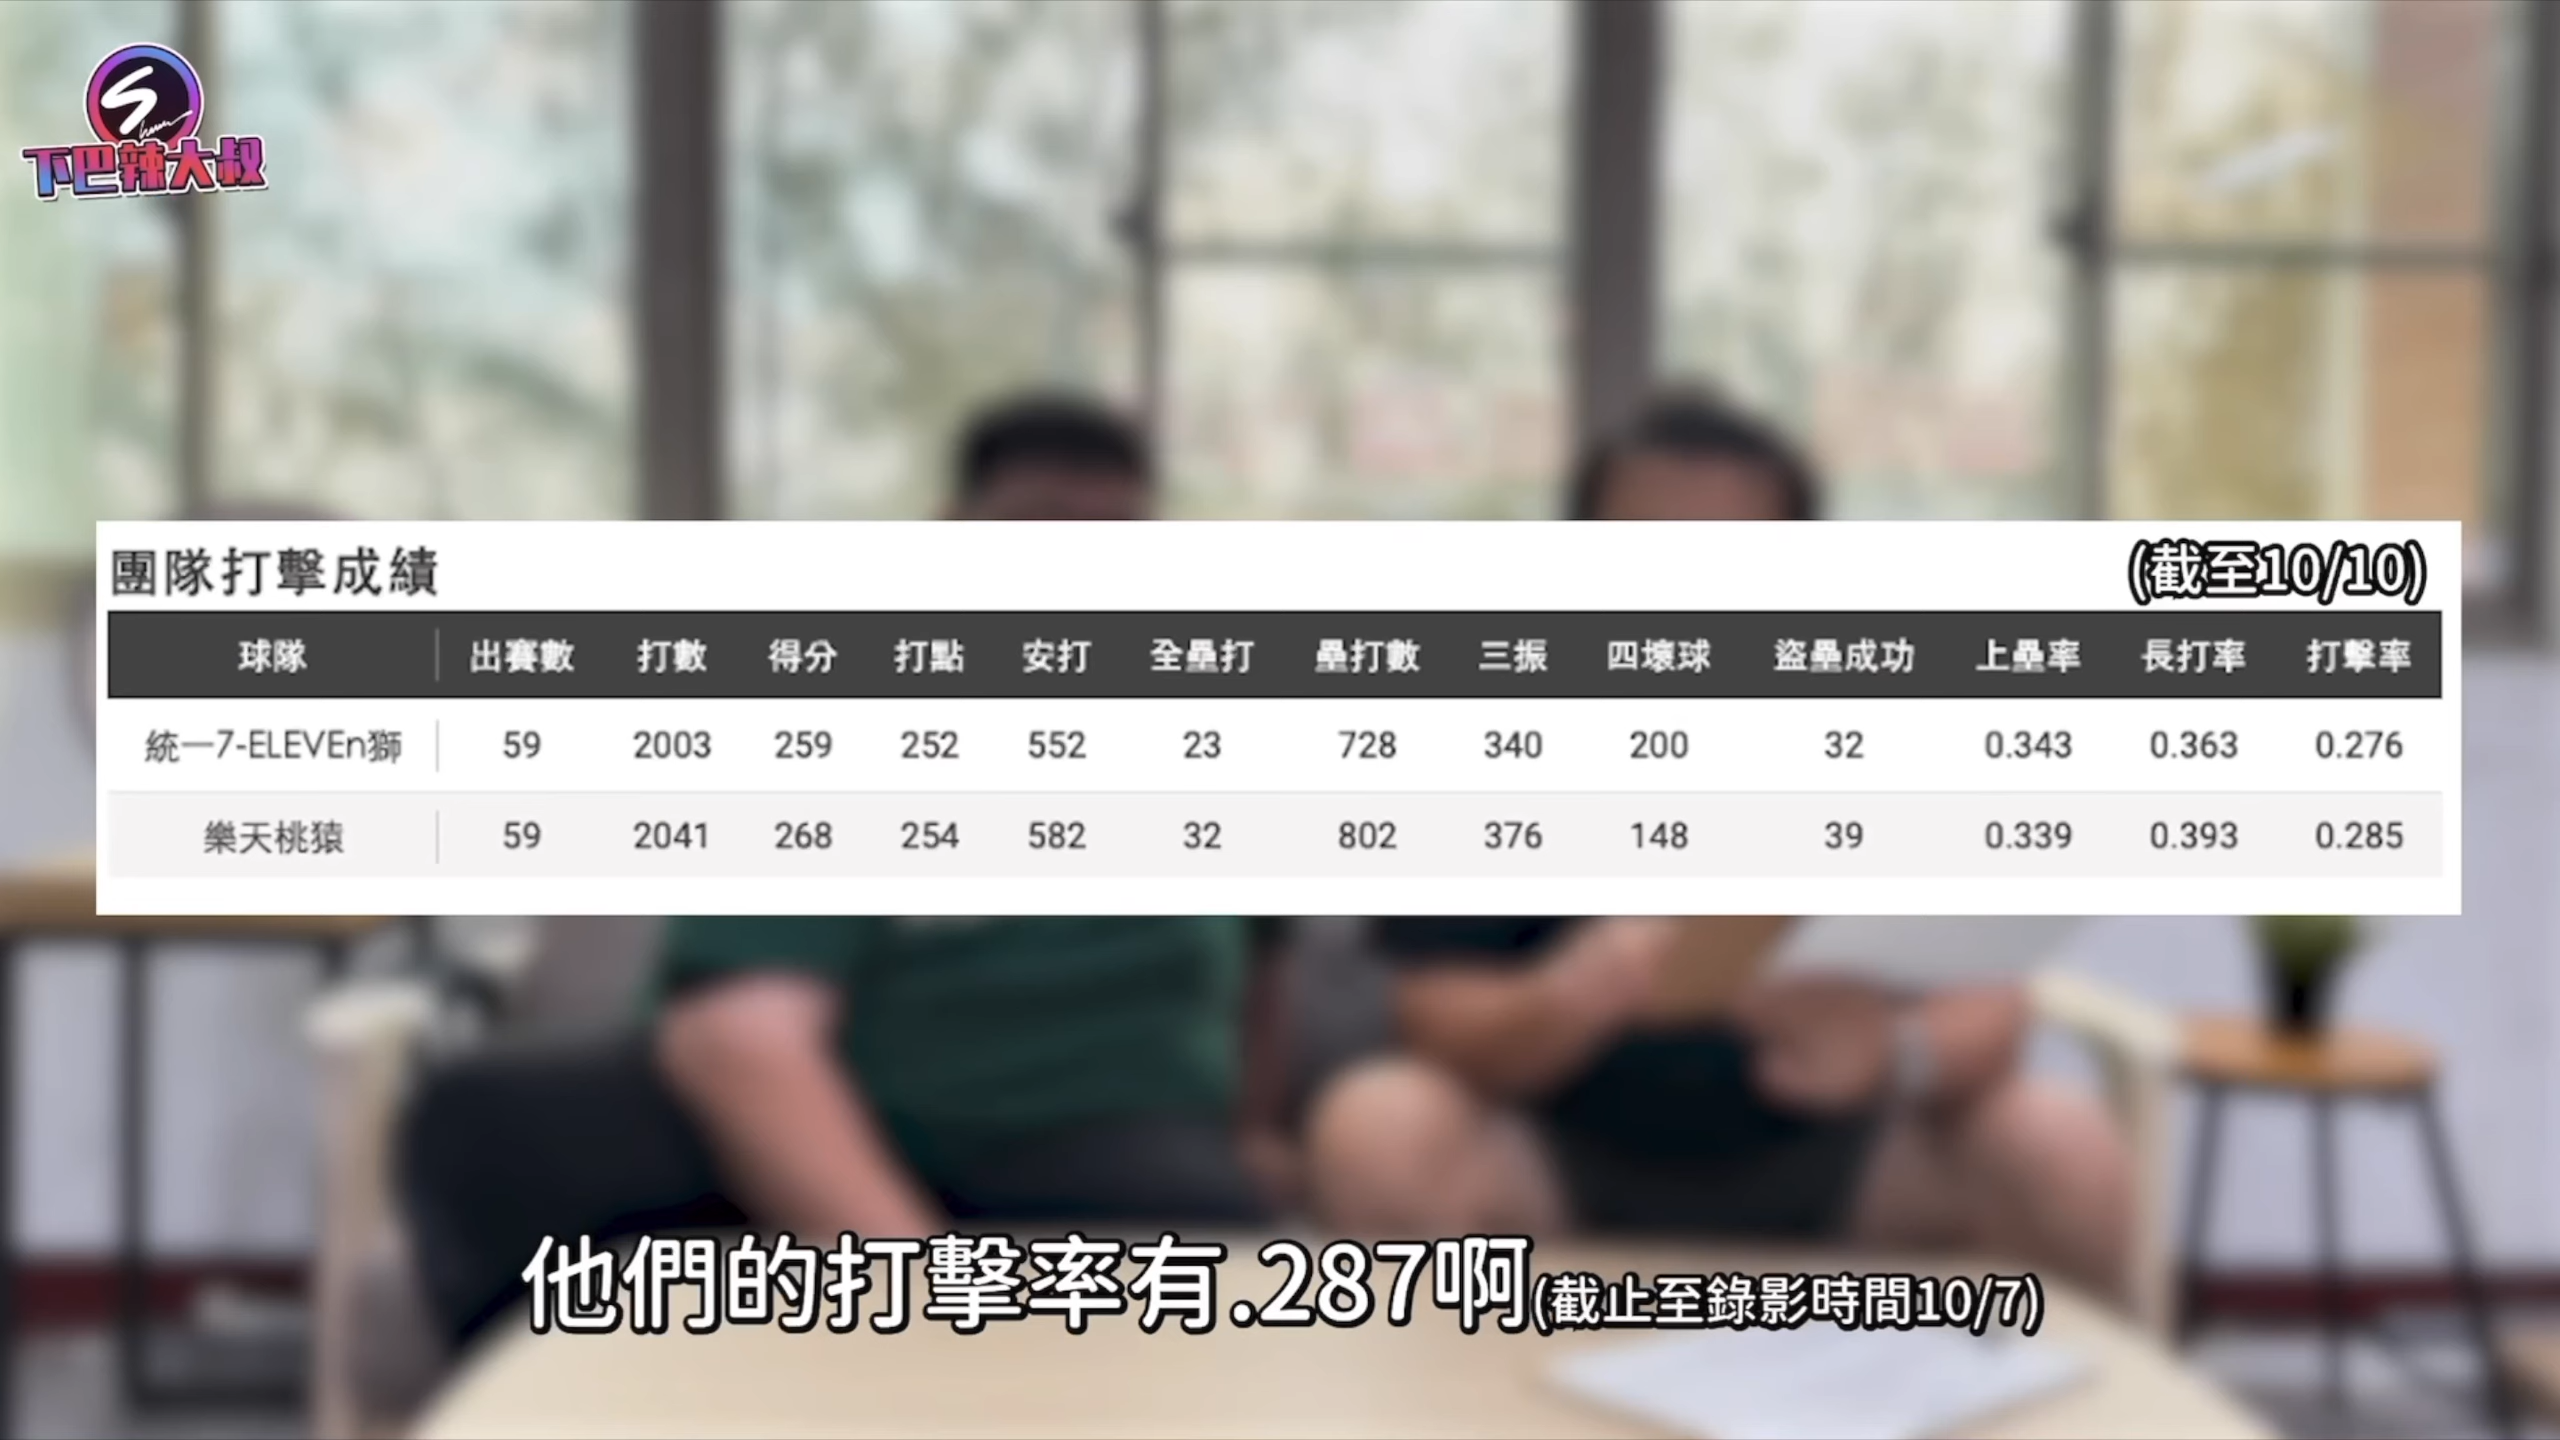 S
下巴辣大叔
團隊打擊成績 (截至10/10)
球隊 出賽數 打數 得分 打點 安打 全壘打 壘打數 三振 四壞球 盜壘成功 上壘率 長打率 打擊率
統一7-ELEVEn獅 59 2003 259 252 552 23 728 340 200 32 0.343 0.363 0.276
樂天桃猿 59 2041 268 254 582 32 802 376 148 39 0.339 0.393 0.285
他們的打擊率有.287啊(截止至錄影時間10/7)